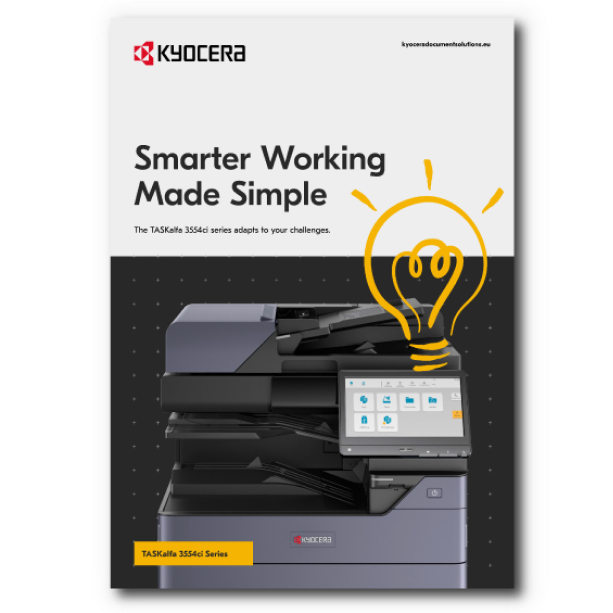 KYOCERA
kyoceradocumentsolutions.eu
Smarter Working
Made Simple
The TASKalfa 3554ci series adapts to your challenges.
KYOCERA
TASKalfa 3554ci Series